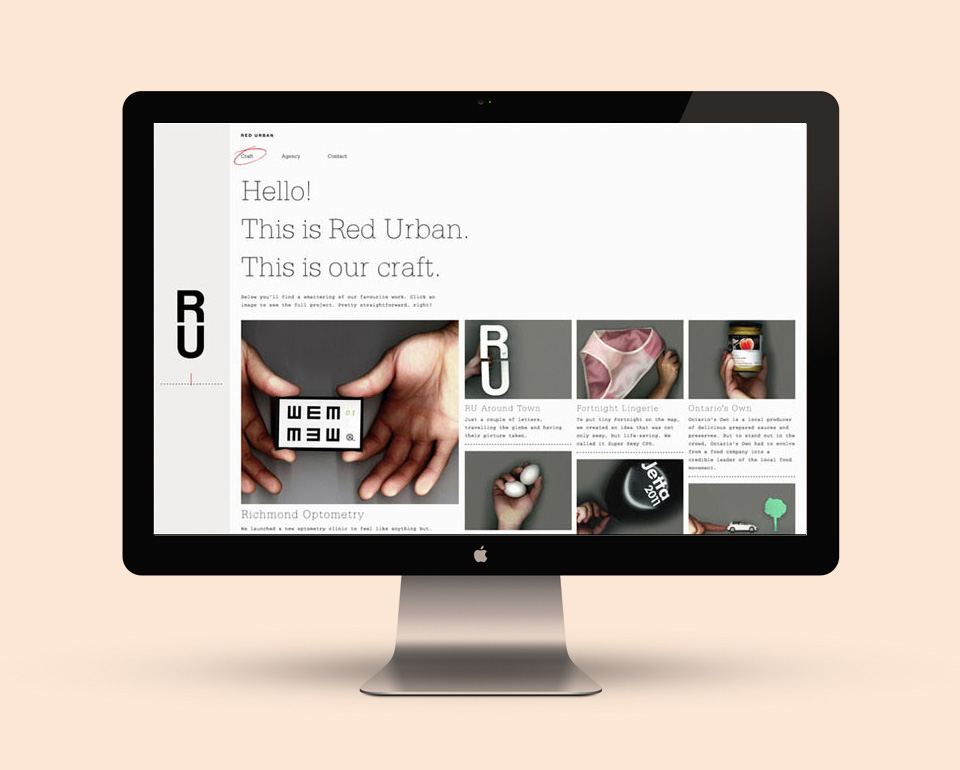 RED URBAN
Craft
Agency
Contact
Hello!
This is Red Urban.
This is our craft.
Below you'll find a smattering of our favourite work. Click an
image to see the full project. Pretty straightforward, right?
RU
Richmond Optometry
We launched a new optometry clinic to feel like anything but.
RU
RU Around Town
Just a couple of letters,
travelling the globe and having
their picture taken.
Fortnight Lingerie
To put tiny Fortnight on the map,
we created an idea that was not
only sexy, but life-saving. We
called it Super Sexy CPR.
Jetta
2011
Ontario's Own
Ontario's Own is a local producer
of delicious prepared sauces and
preserves. But to stand out in the
crowd, Ontario's Own had to evolve
from a food company into a
credible leader of the local food
movement.